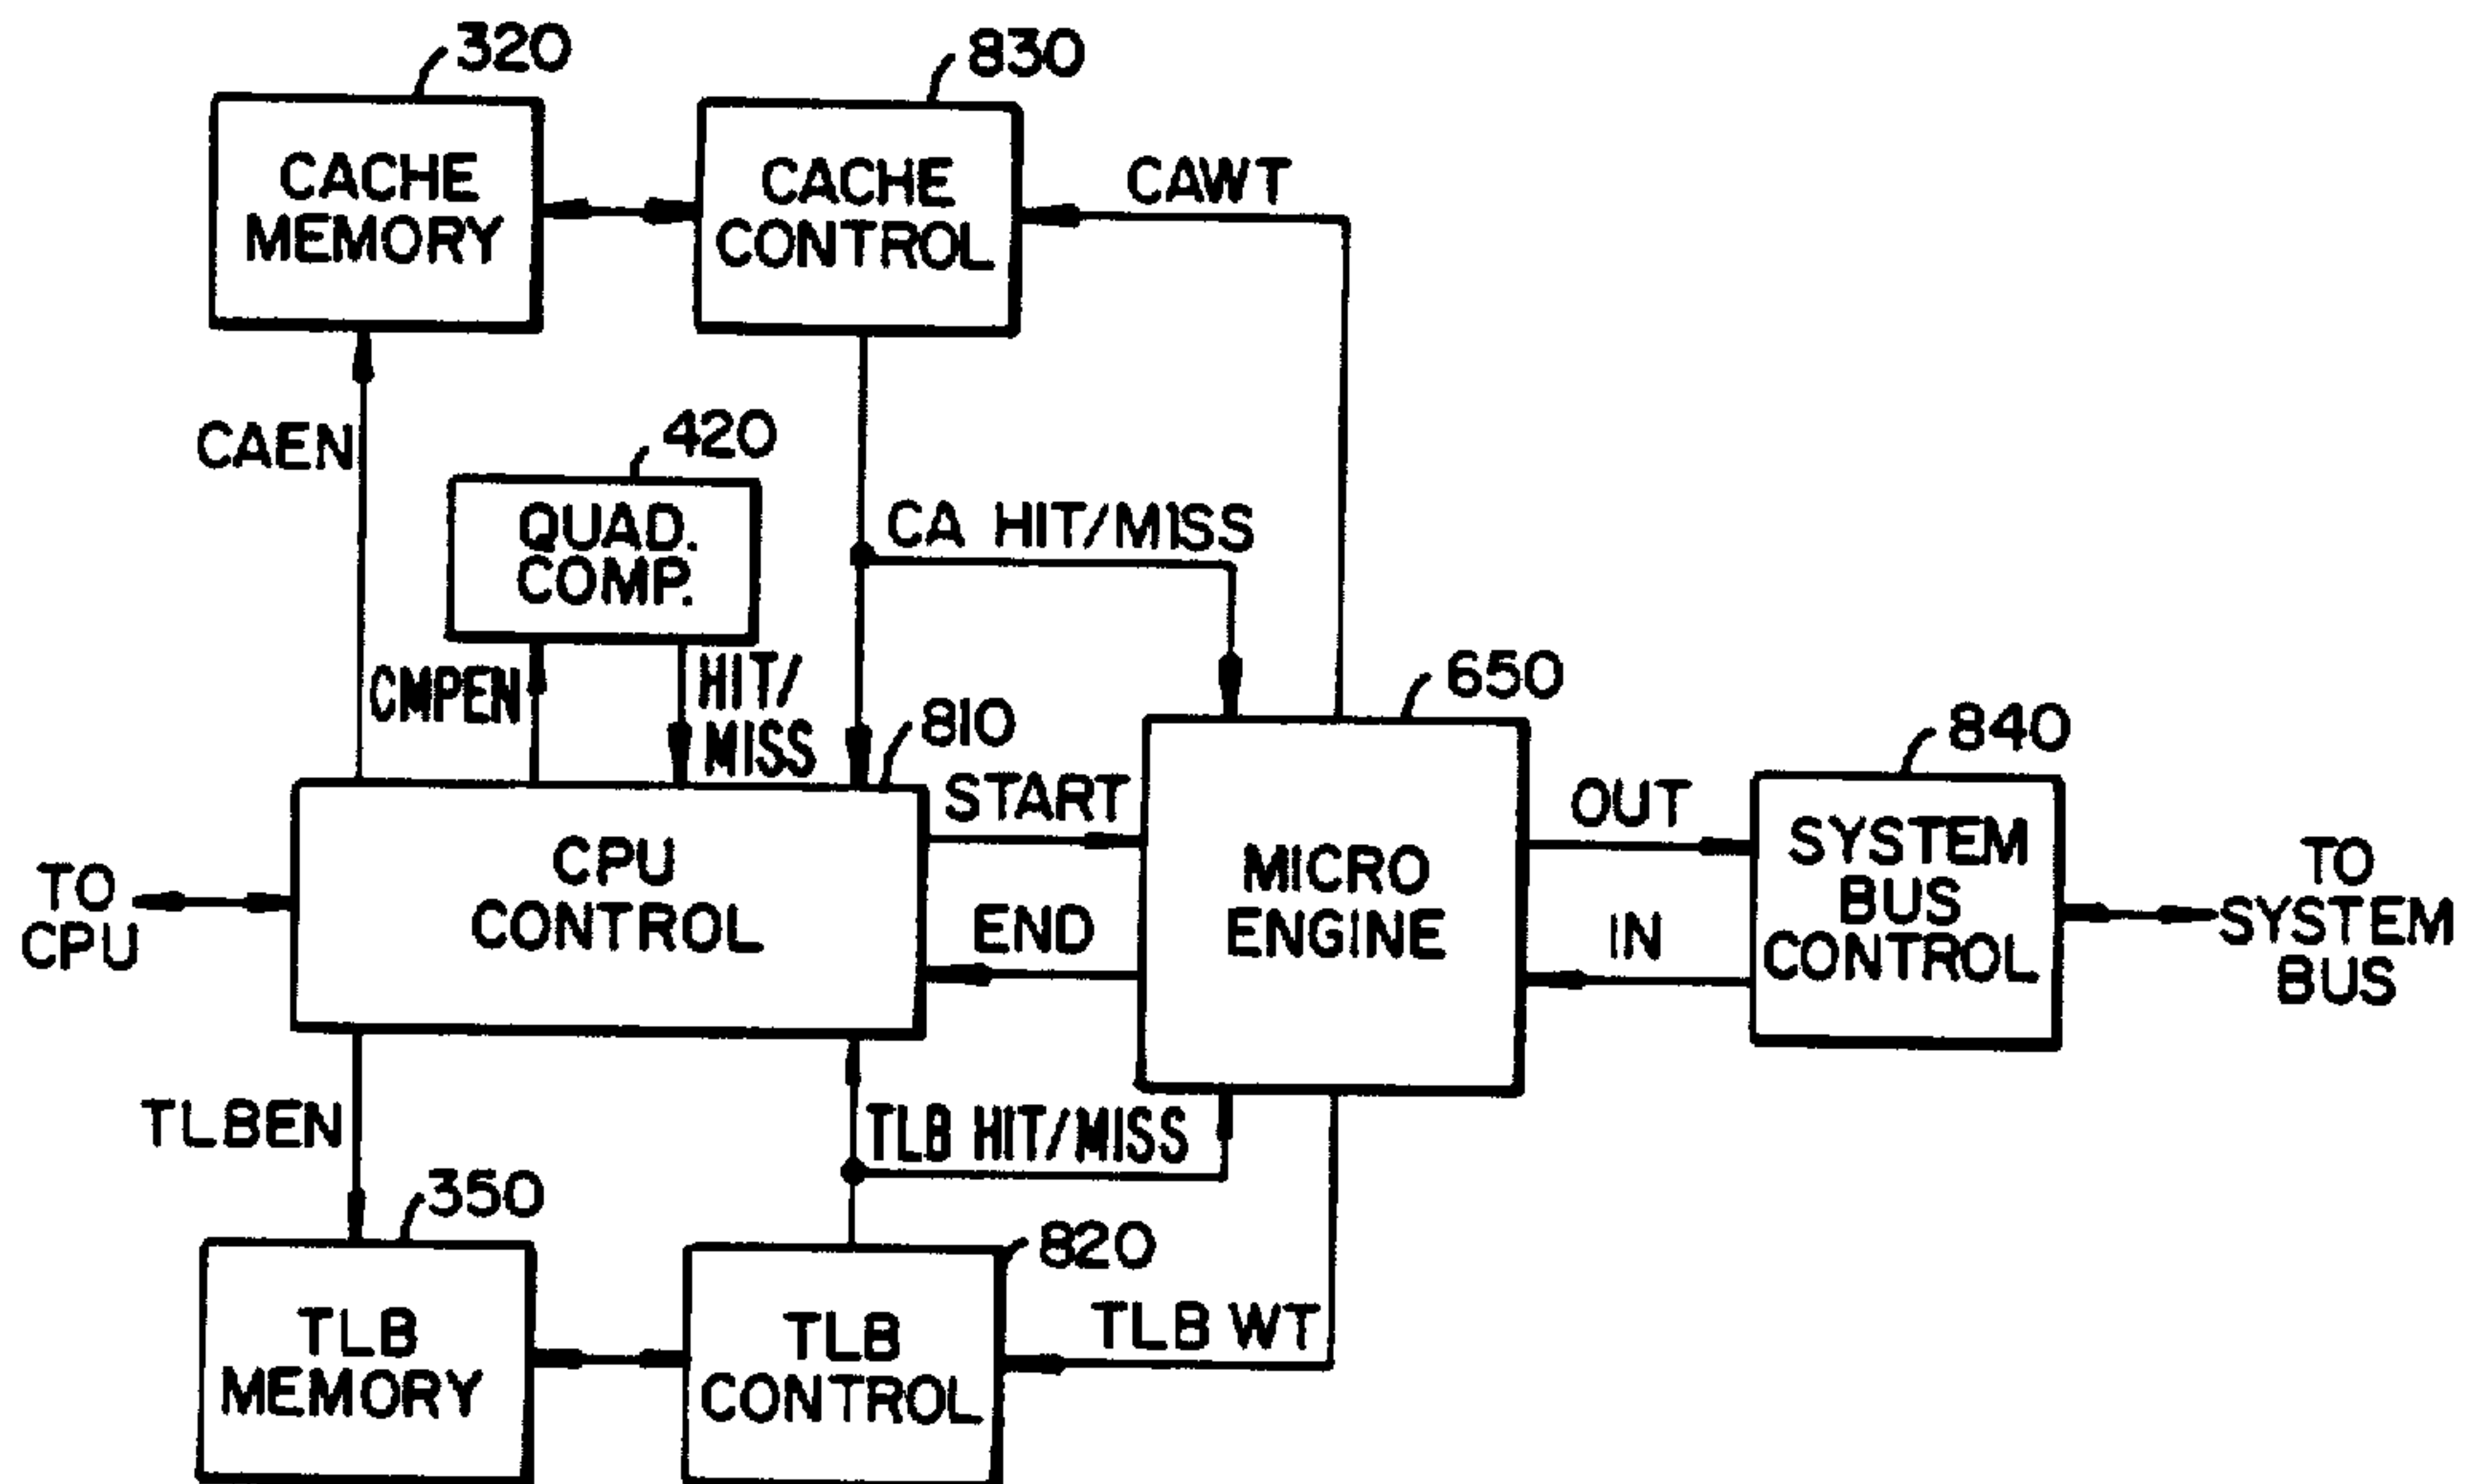 320
830
CACHE
MEMORY
CACHE
CONTROL
CAWT
CAEN
420
QUAD.
COMP.
CA HIT/MISS
CMPEN
HIT/
MISS
810
650
840
START
OUT
TO
CPU
CPU
CONTROL
MICRO
ENGINE
SYSTEM
BUS
CONTROL
TO
SYSTEM
BUS
END
IN
TLBEN
TLB HIT/MISS
350
820
TLB
MEMORY
TLB
CONTROL
TLB WT